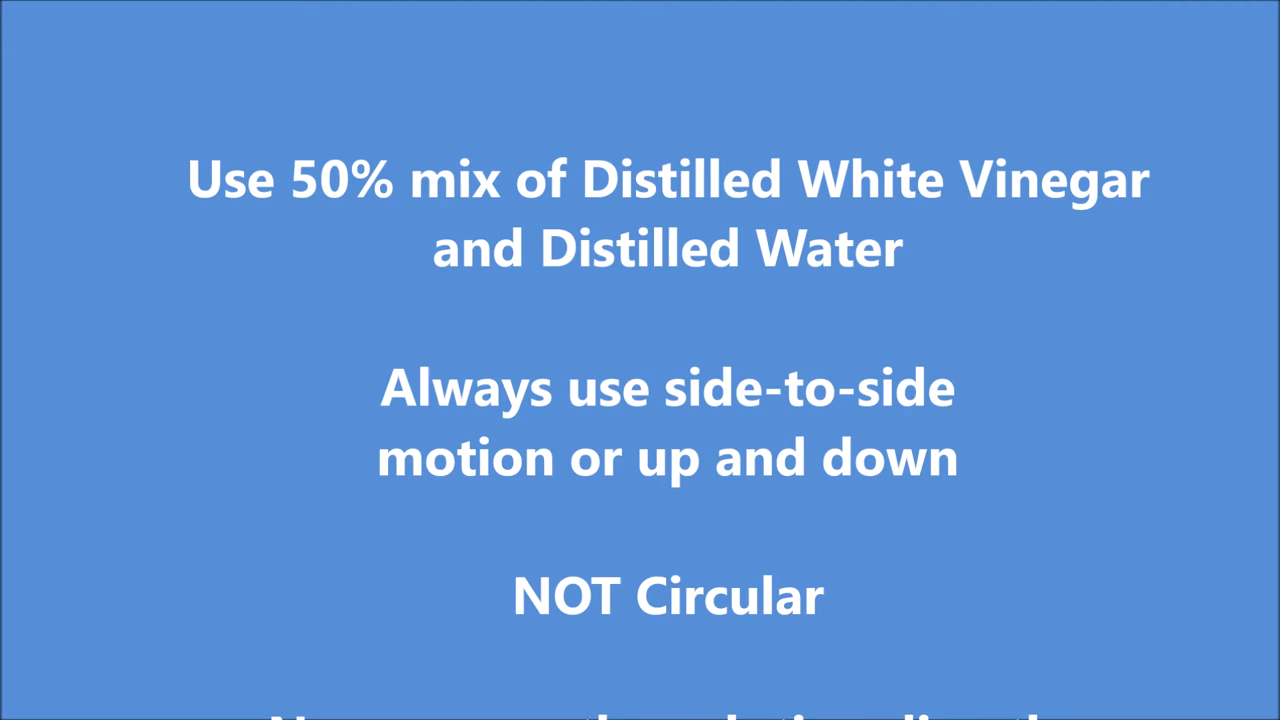 Use 50% mix of Distilled White Vinegar
and Distilled Water
Always use side-to-side
motion or up and down
NOT Circular